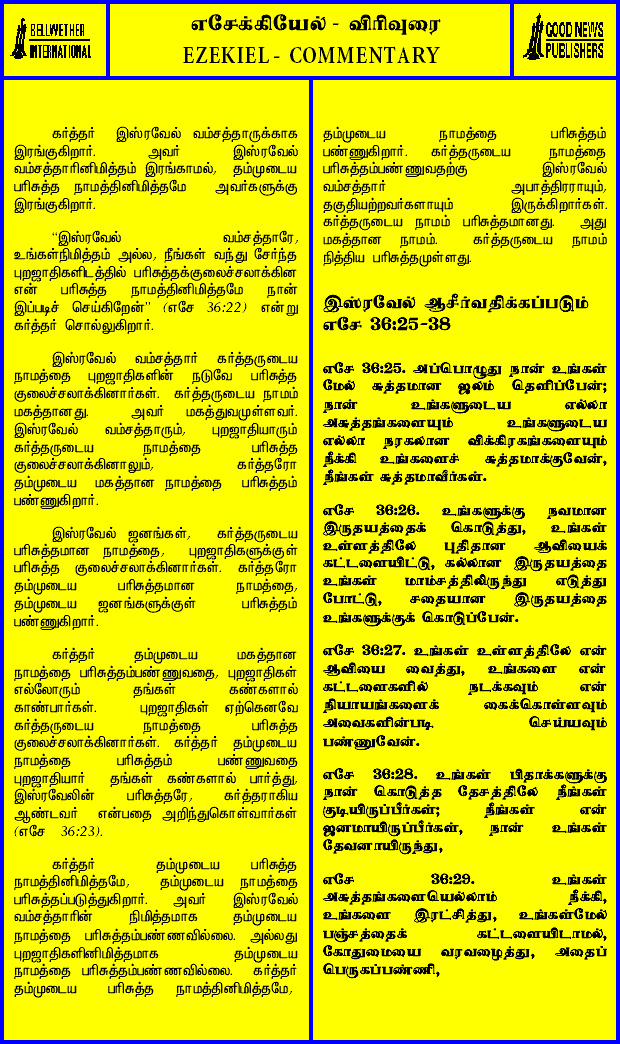 BELLWETHER
INTERNATIONAL
எசேக்கியேல் - விரிவுரை
EZEKIEL - COMMENTARY
GOOD NEWS
PUBLISHERS
கர்த்தர் இஸ்ரவேல் வம்சத்தாருக்காக
இரங்குகிறார். அவர் இஸ்ரவேல்
வம்சத்தாரினிமித்தம் இரங்காமல், தம்முடைய
பரிசுத்த நாமத்தினிமித்தமே அவர்களுக்கு
இரங்குகிறார்.
“இஸ்ரவேல் வம்சத்தாரே,
உங்கள்நிமித்தம் அல்ல, நீங்கள் வந்து சேர்ந்த
புறஜாதிகளிடத்தில் பரிசுத்தக்குலைச்சலாக்கின
என் பரிசுத்த நாமத்தினிமித்தமே நான்
இப்படிச் செய்கிறேன்” (எசே 36:22) என்று
கர்த்தர் சொல்லுகிறார்.
இஸ்ரவேல் வம்சத்தார் கர்த்தருடைய
நாமத்தை புறஜாதிகளின் நடுவே பரிசுத்த
குலைச்சலாக்கினார்கள். கர்த்தருடைய நாமம்
மகத்தானது. அவர் மகத்துவமுள்ளவர்.
இஸ்ரவேல் வம்சத்தாரும், புறஜாதியாரும்
கர்த்தருடைய நாமத்தை பரிசுத்த
குலைச்சலாக்கினாலும், கர்த்தரோ
தம்முடைய மகத்தான நாமத்தை பரிசுத்தம்
பண்ணுகிறார்.
இஸ்ரவேல் ஜனங்கள், கர்த்தருடைய
பரிசுத்தமான நாமத்தை, புறஜாதிகளுக்குள்
பரிசுத்த குலைச்சலாக்கினார்கள். கர்த்தரோ
தம்முடைய பரிசுத்தமான நாமத்தை,
தம்முடைய ஜனங்களுக்குள் பரிசுத்தம்
பண்ணுகிறார்.
கர்த்தர் தம்முடைய மகத்தான
நாமத்தை பரிசுத்தம்பண்ணுவதை, புறஜாதிகள்
எல்லோரும் தங்கள் கண்களால்
காண்பார்கள். புறஜாதிகள் ஏற்கெனவே
கர்த்தருடைய நாமத்தை பரிசுத்த
குலைச்சலாக்கினார்கள். கர்த்தர் தம்முடைய
நாமத்தை பரிசுத்தம் பண்ணுவதை
புறஜாதியார் தங்கள் கண்களால் பார்த்து,
இஸ்ரவேலின் பரிசுத்தரே, கர்த்தராகிய
ஆண்டவர் என்பதை அறிந்துகொள்வார்கள்
(எசே 36:23).
கர்த்தர் தம்முடைய பரிசுத்த
நாமத்தினிமித்தமே, தம்முடைய நாமத்தை
பரிசுத்தப்படுத்துகிறார். அவர் இஸ்ரவேல்
வம்சத்தாரின் நிமித்தமாக தம்முடைய
நாமத்தை பரிசுத்தம்பண்ணவில்லை. அல்லது
புறஜாதிகளினிமித்தமாக தம்முடைய
நாமத்தை பரிசுத்தம்பண்ணவில்லை. கர்த்தர்
தம்முடைய பரிசுத்த நாமத்தினிமித்தமே,
தம்முடைய நாமத்தை பரிசுத்தம்
பண்ணுகிறார். கர்த்தருடைய நாமத்தை
பரிசுத்தம்பண்ணுவதற்கு இஸ்ரவேல்
வம்சத்தார் அபாத்திரராயும்,
தகுதியற்றவர்களாயும் இருக்கிறார்கள்.
கர்த்தருடைய நாமம் பரிசுத்தமானது. அது
மகத்தான நாமம். கர்த்தருடைய நாமம்
நித்திய பரிசுத்தமுள்ளது.
இஸ்ரவேல் ஆசீர்வதிக்கப்படும்
எசே 36:25-38
எசே 36:25. அப்பொழுது நான் உங்கள்
மேல் சுத்தமான ஜலம் தெளிப்பேன்;
நான் உங்களுடைய எல்லா
அசுத்தங்களையும் உங்களுடைய
எல்லா நரகலான விக்கிரகங்களையும்
நீக்கி உங்களைச் சுத்தமாக்குவேன்,
நீங்கள் சுத்தமாவீர்கள்.
எசே 36:26. உங்களுக்கு நவமான
இருதயத்தைக் கொடுத்து, உங்கள்
உள்ளத்திலே புதிதான ஆவியைக்
கட்டளையிட்டு, கல்லான இருதயத்தை
உங்கள் மாம்சத்திலிருந்து எடுத்து
போட்டு, சதையான இருதயத்தை
உங்களுக்குக் கொடுப்பேன்.
எசே 36:27. உங்கள் உள்ளத்திலே என்
ஆவியை வைத்து, உங்களை என்
கட்டளைகளில் நடக்கவும் என்
நியாயங்களைக் கைக்கொள்ளவும்
அவைகளின்படி செய்யவும்
பண்ணுவேன்.
எசே 36:28. உங்கள் பிதாக்களுக்கு
நான் கொடுத்த தேசத்திலே நீங்கள்
குடியிருப்பீர்கள்; நீங்கள் என்
ஜனமாயிருப்பீர்கள், நான் உங்கள்
தேவனாயிருந்து,
எசே 36:29. உங்கள்
அசுத்தங்களையெல்லாம் நீக்கி,
உங்களை இரட்சித்து, உங்கள்மேல்
பஞ்சத்தைக் கட்டளையிடாமல்,
கோதுமையை வரவழைத்து, அதைப்
பெருகப்பண்ணி,